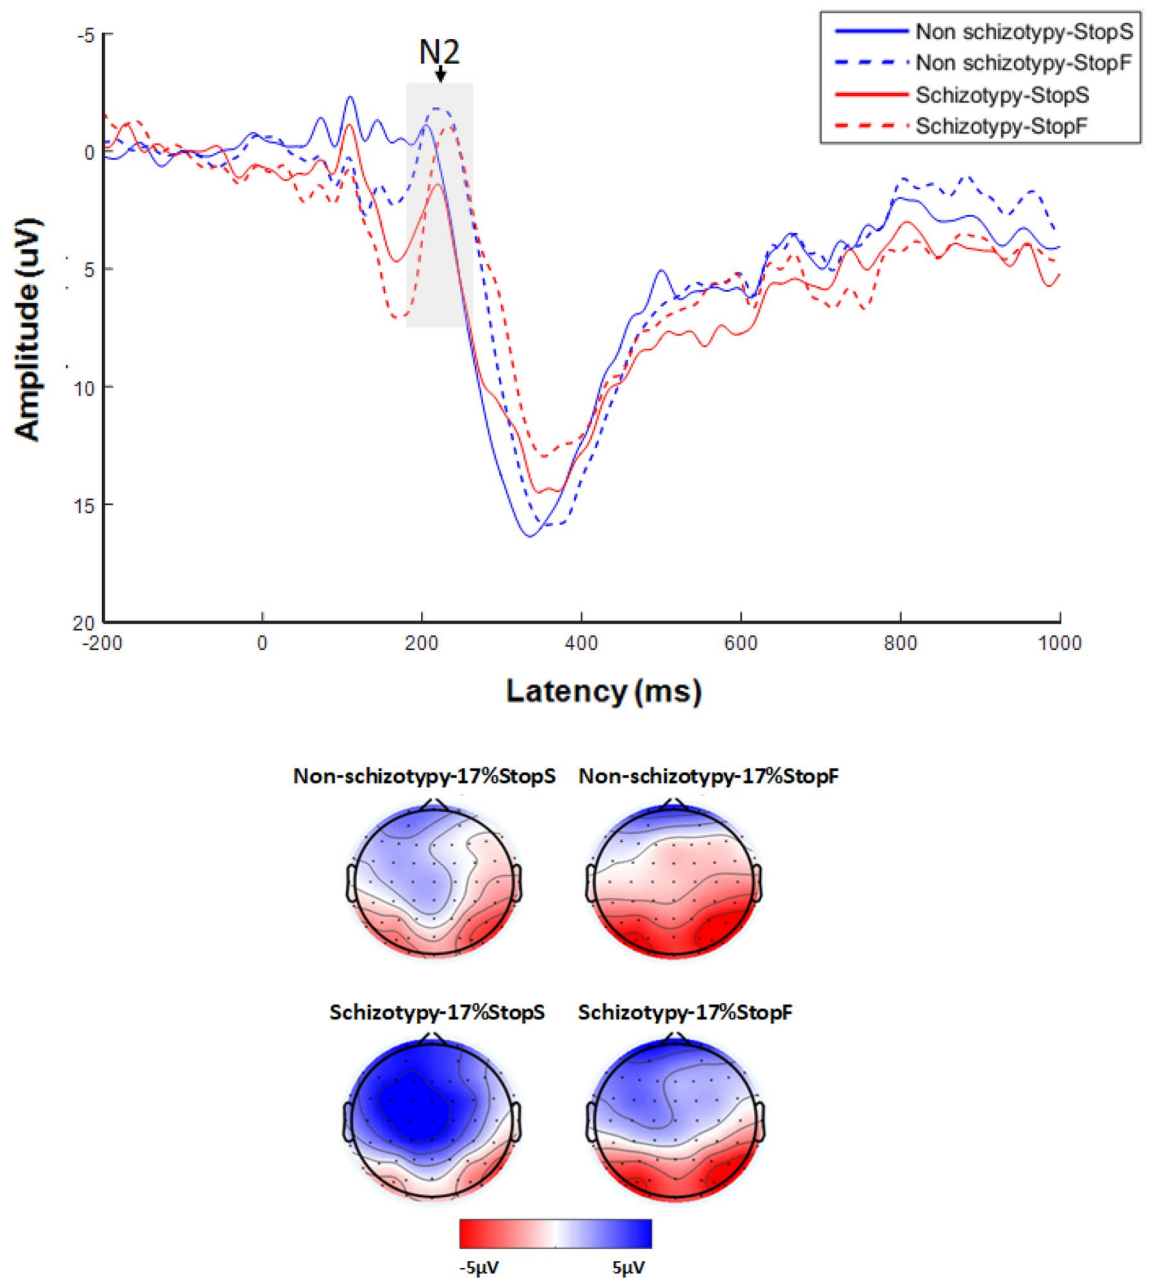 -5
0
5
10
15
20
-200
0
200
400
600
800
1000
Amplitude (uV)
Latency (ms)
N2
Non schizotypy-StopS
Non schizotypy-StopF
Schizotypy-StopS
Schizotypy-StopF
Non-schizotypy-17%StopS
Non-schizotypy-17%StopF
Schizotypy-17%StopS
Schizotypy-17%StopF
-5μV
5μV